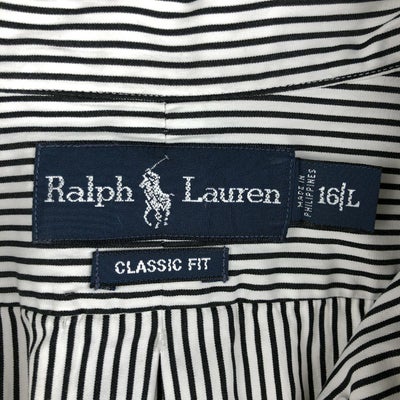 Ralph Lauren
MADE IN
PHILIPPINES
16/L
CLASSIC FIT